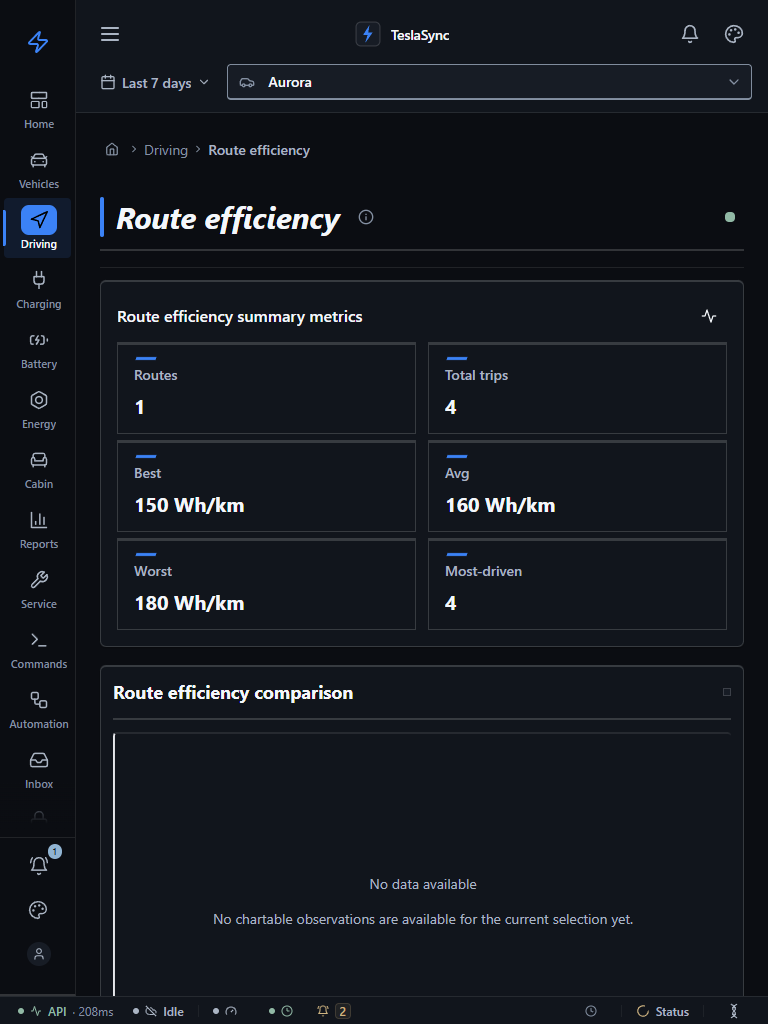 TeslaSync
Last 7 days
Aurora
Home
Vehicles
Driving
Charging
Battery
Energy
Cabin
Reports
Service
Commands
Automation
Inbox
1
Driving
Route efficiency
Route efficiency
Route efficiency summary metrics
Routes
1
Total trips
4
Best
150 Wh/km
Avg
160 Wh/km
Worst
180 Wh/km
Most-driven
4
Route efficiency comparison
No data available
No chartable observations are available for the current selection yet.
API · 208ms
Idle
2
Status